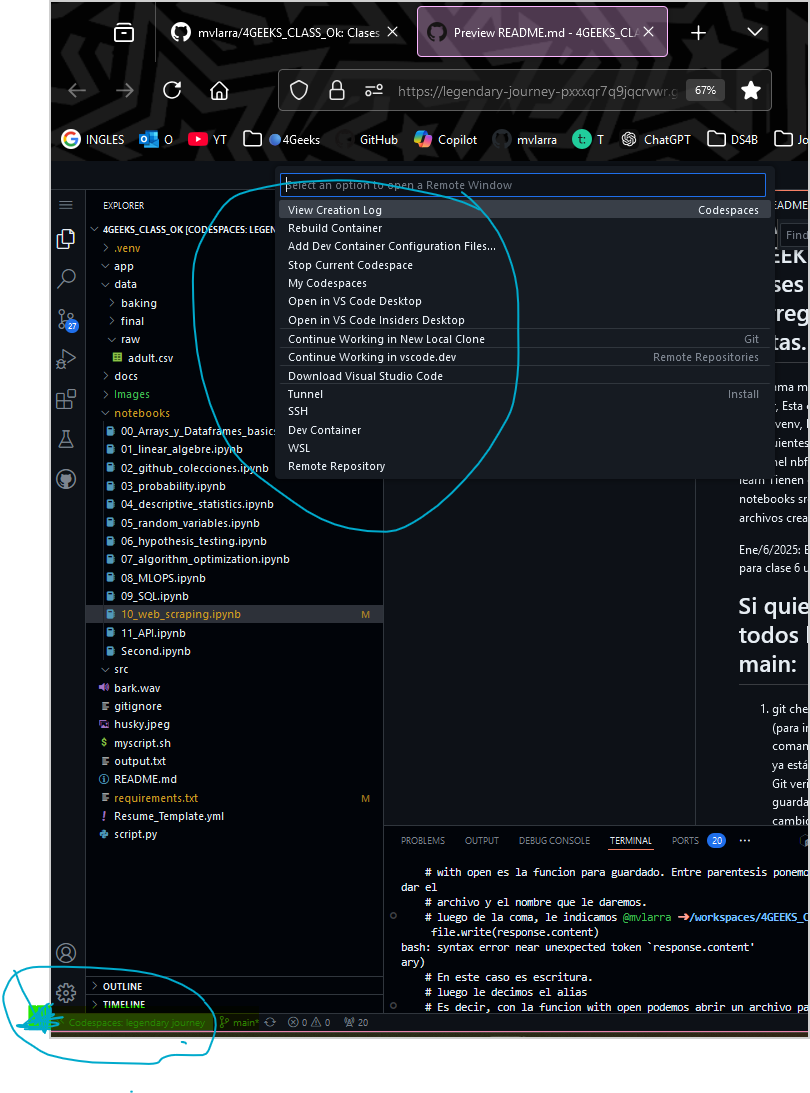 mvlarra/4GEEKS_CLASS_Ok: Clases
Preview README.md - 4GEEKS_CLA
https://legendary-journey-pxxxqr7q9jqcrvwr.g
67%
INGLES
O
YT
4Geeks
GitHub
Copilot
mvlarra
T
ChatGPT
DS4B
Jo
Select an option to open a Remote Window
View Creation Log Codespaces
Rebuild Container
Add Dev Container Configuration Files...
Stop Current Codespace
My Codespaces
Open in VS Code Desktop
Open in VS Code Insiders Desktop
Continue Working in New Local Clone Git
Continue Working in vscode.dev Remote Repositories
Download Visual Studio Code
Tunnel Install
SSH
Dev Container
WSL
Remote Repository
EXPLORER
4GEEKS_CLASS_OK [CODESPACES: LEGEN
.venv
app
data
baking
final
raw
adult.csv
docs
Images
notebooks
00_Arrays_y_Dataframes_basics
01_linear_algebre.ipynb
02_github_colecciones.ipynb
03_probability.ipynb
04_descriptive_statistics.ipynb
05_random_variables.ipynb
06_hypothesis_testing.ipynb
07_algorithm_optimization.ipynb
08_MLOPS.ipynb
09_SQL.ipynb
10_web_scraping.ipynb M
11_API.ipynb
Second.ipynb
src
bark.wav
gitignore
husky.jpeg
myscript.sh
output.txt
README.md
requirements.txt M
Resume_Template.yml
script.py
27
OUTLINE
TIMELINE
EADME
Find
EEK
ses
reg
tas.
ma m
r, Esta
venv, l
uientes
nel nbf
learn Tienen
notebooks sr
archivos crea
Ene/6/2025: E
para clase 6 u
Si quie
todos l
main:
1. git che
(para ir
coman
ya está
Git veri
guarda
cambio
PROBLEMS OUTPUT DEBUG CONSOLE TERMINAL PORTS 20 ...
# with open es la funcion para guardado. Entre parentesis ponemo
dar el
# archivo y el nombre que le daremos.
# luego de la coma, le indicamos @mvlarra ➜/workspaces/4GEEKS_C
file.write(response.content)
bash: syntax error near unexpected token `response.content'
ary)
# En este caso es escritura.
# luego le decimos el alias
# Es decir, con la funcion with open podemos abrir un archivo pa
Codespaces: legendary journey main* 0 0 20